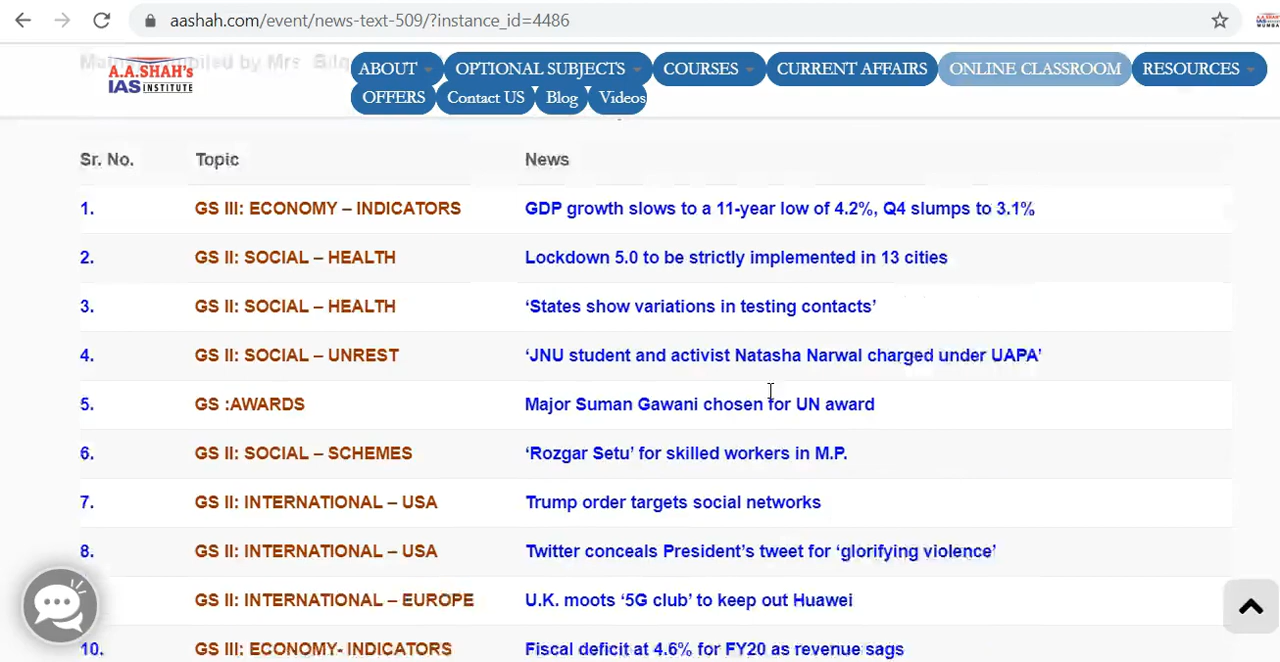 aashah.com/event/news-text-509/?instance_id=4486
piled by Mrs
A.A.SHAH's
IAS INSTITUTE
ABOUT OPTIONAL SUBJECTS COURSES CURRENT AFFAIRS ONLINE CLASSROOM RESOURCES
OFFERS Contact US Blog Videos
Sr. No. Topic News
1. GS III: ECONOMY – INDICATORS GDP growth slows to a 11-year low of 4.2%, Q4 slumps to 3.1%
2. GS II: SOCIAL – HEALTH Lockdown 5.0 to be strictly implemented in 13 cities
3. GS II: SOCIAL – HEALTH ‘States show variations in testing contacts’
4. GS II: SOCIAL – UNREST ‘JNU student and activist Natasha Narwal charged under UAPA’
5. GS :AWARDS Major Suman Gawani chosen for UN award
6. GS II: SOCIAL – SCHEMES ‘Rozgar Setu’ for skilled workers in M.P.
7. GS II: INTERNATIONAL – USA Trump order targets social networks
8. GS II: INTERNATIONAL – USA Twitter conceals President’s tweet for ‘glorifying violence’
GS II: INTERNATIONAL – EUROPE U.K. moots ‘5G club’ to keep out Huawei
10. GS III: ECONOMY- INDICATORS Fiscal deficit at 4.6% for FY20 as revenue sags